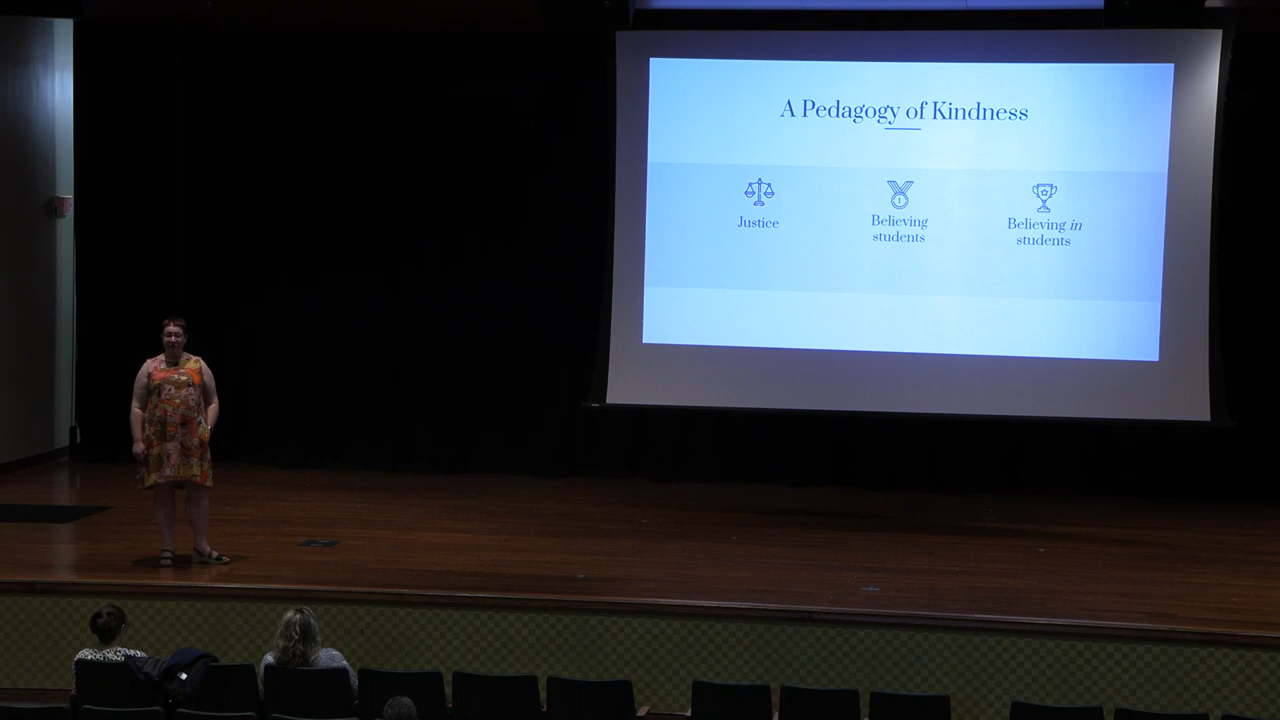 A Pedagogy of Kindness
Justice
Believing
students
Believing in
students